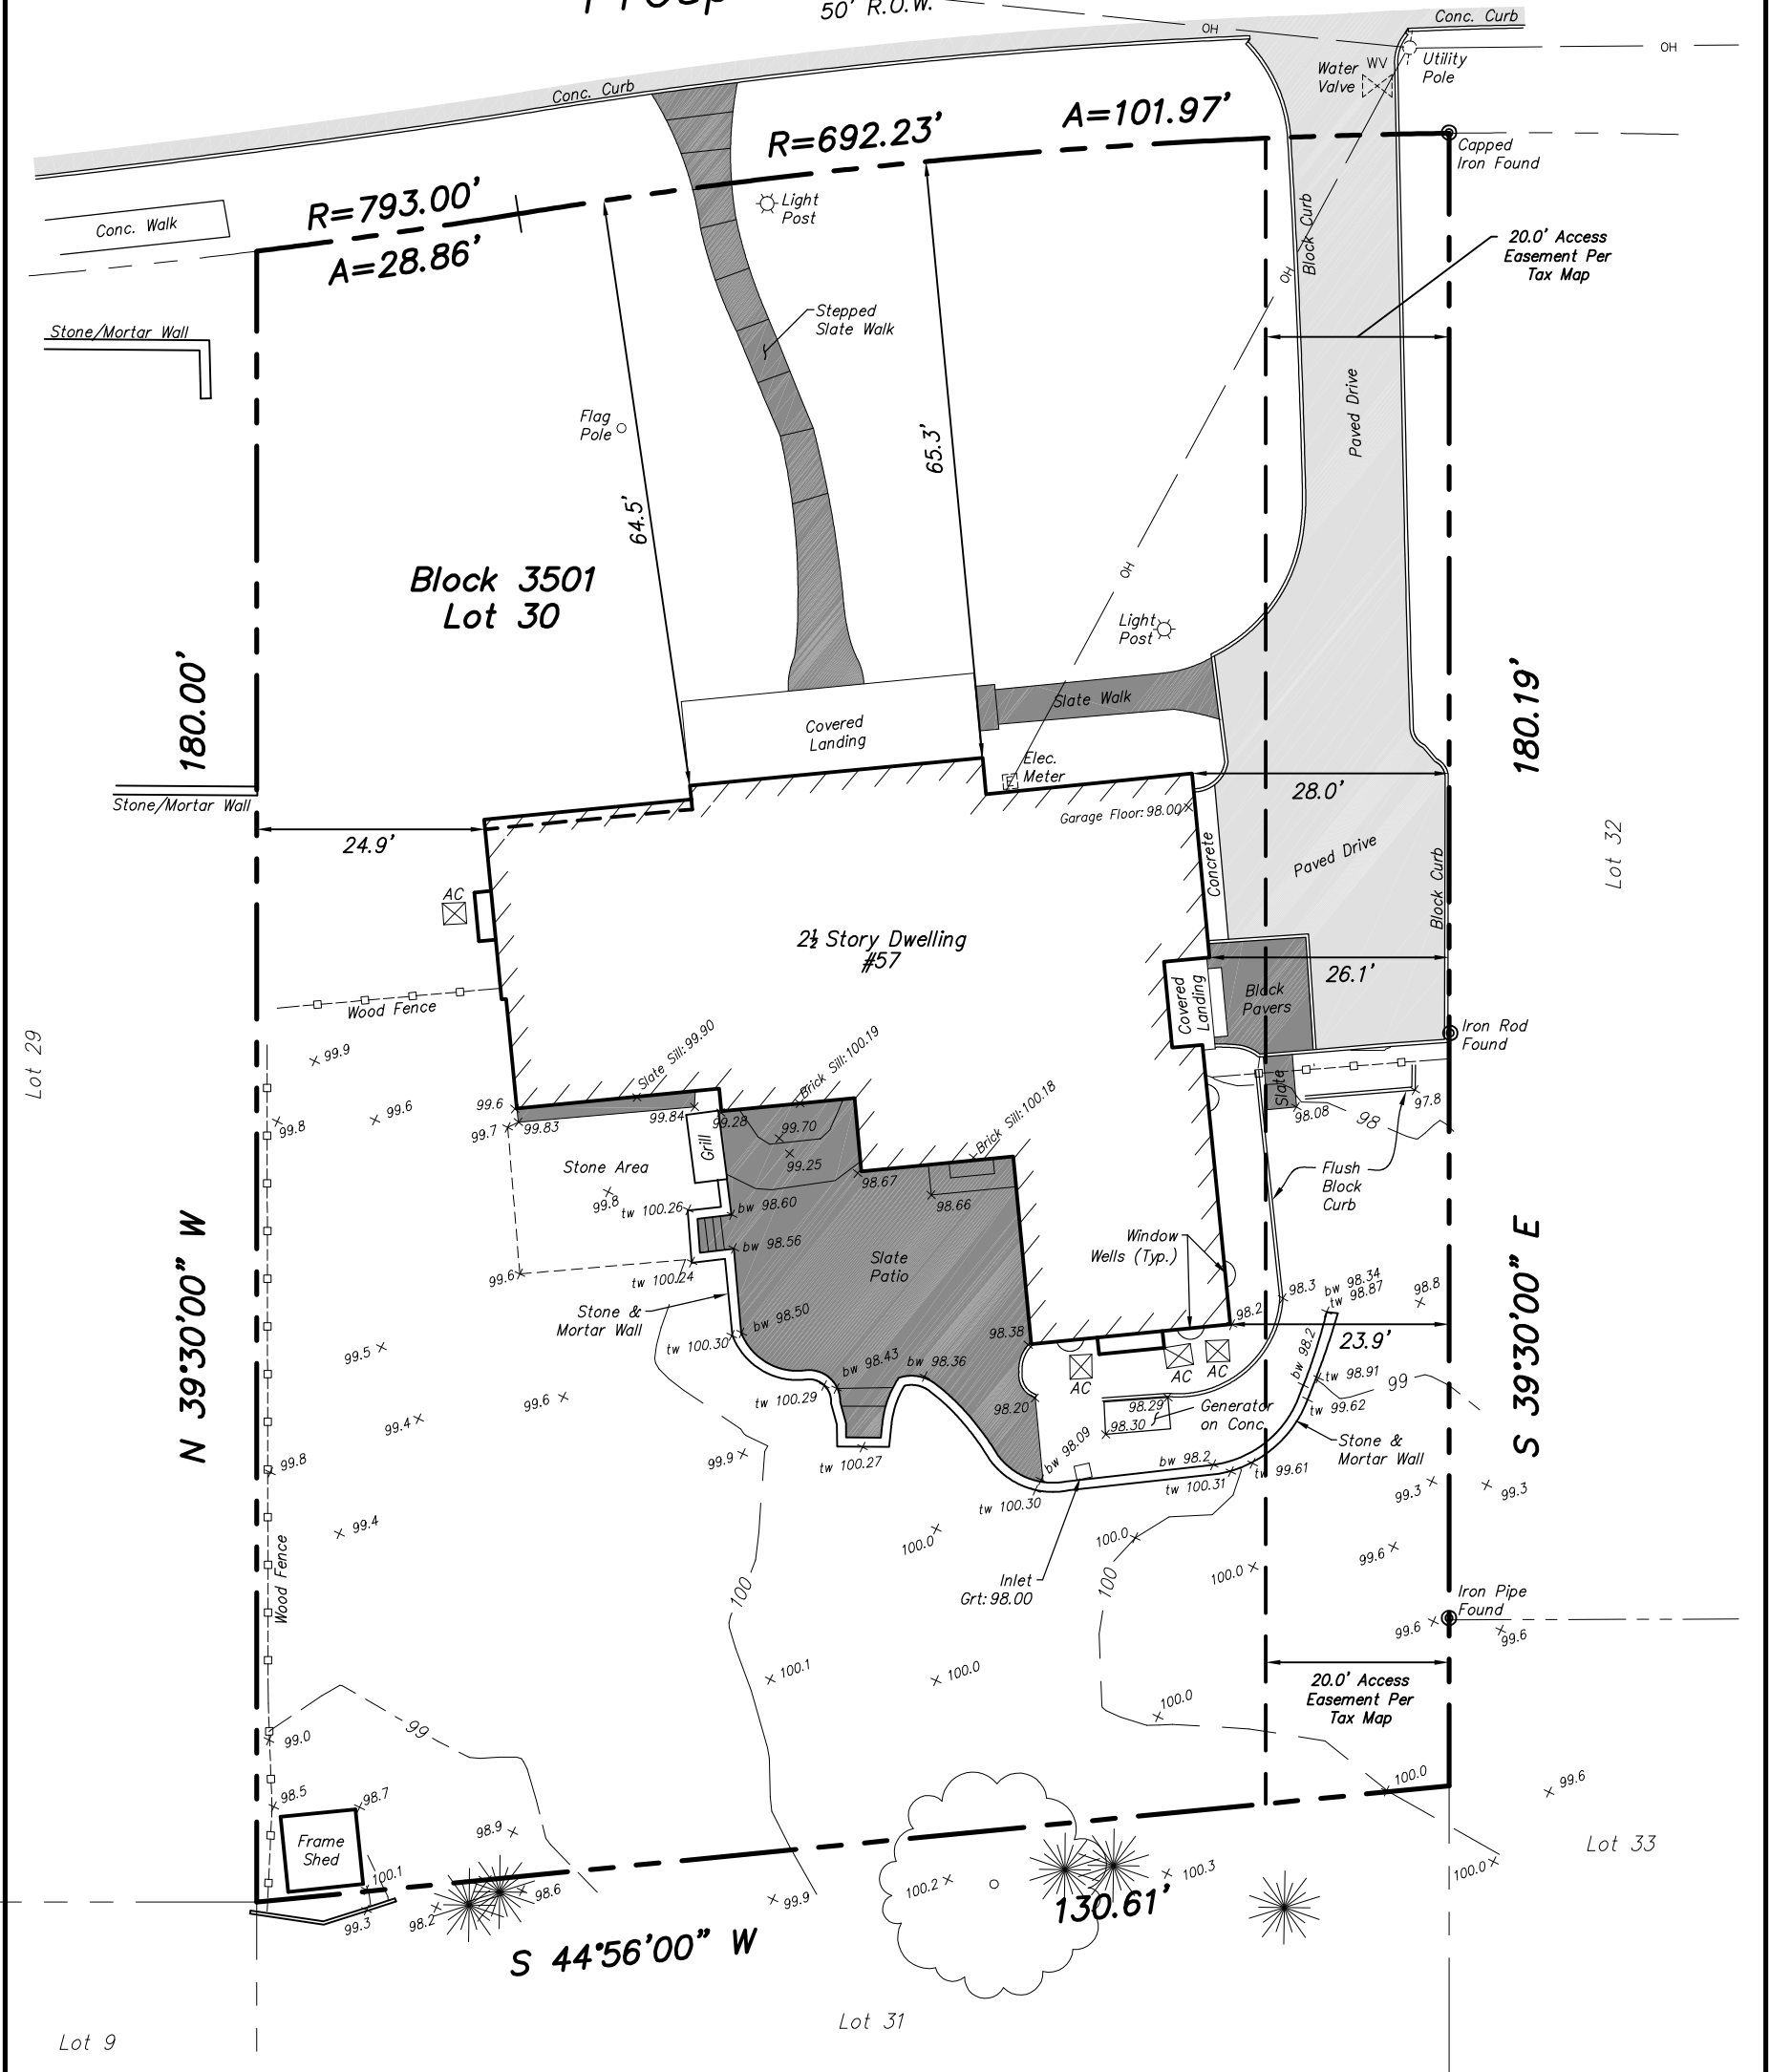 50' R.O.W.
Conc. Curb
OH
OH
Conc. Curb
Water
Valve
WV
Utility
Pole
A=101.97'
R=692.23'
Capped
Iron Found
R=793.00'
A=28.86'
Conc. Walk
Light
Post
Block Curb
20.0' Access
Easement Per
Tax Map
OH
Stone/Mortar Wall
Stepped
Slate Walk
Paved Drive
Flag
Pole
65.3'
64.5'
Block 3501
Lot 30
OH
Light
Post
180.00'
180.19'
Slate Walk
Covered
Landing
Elec.
Meter
E
28.0'
Stone/Mortar Wall
Garage Floor: 98.00
24.9'
Concrete
Paved Drive
Block Curb
Lot 32
AC
2½ Story Dwelling
#57
26.1'
Covered
Landing
Block
Pavers
Wood Fence
Iron Rod
Found
Lot 29
99.9
Slate Sill: 99.90
Brick Sill: 100.19
Brick Sill: 100.18
Slate
97.8
98.08
98
99.8
99.6
99.6
99.7
99.83
99.84
99.28
99.70
99.25
Grill
Stone Area
99.8
98.67
98.66
Flush
Block
Curb
tw 100.26
bw 98.60
bw 98.56
tw 100.24
99.6
Slate
Patio
Window
Wells (Typ.)
Stone &
Mortar Wall
bw 98.50
tw 100.30
98.38
98.2
98.3
bw 98.34
tw 98.87
98.8
23.9'
N 39°30'00" W
S 39°30'00" E
99.5
bw 98.43
bw 98.36
AC
AC
AC
bw 98.2
tw 98.91
99
tw 99.62
99.4
99.6
tw 100.29
98.20
98.29
98.30
Generator
on Conc.
Stone &
Mortar Wall
99.8
99.9
tw 100.27
bw 98.09
bw 98.2
tw 99.61
tw 100.31
tw 100.30
99.3
99.3
99.4
100.0
100.0
100.0
99.6
Wood Fence
100
100
Inlet
Grt: 98.00
Iron Pipe
Found
99.6
99.6
100.1
100.0
20.0' Access
Easement Per
Tax Map
100.0
99.0
99
98.5
98.7
98.9
100.0
99.6
Frame
Shed
100.1
99.3
98.2
98.6
99.9
100.2
100.3
100.0
Lot 33
130.61'
S 44°56'00" W
Lot 31
Lot 9